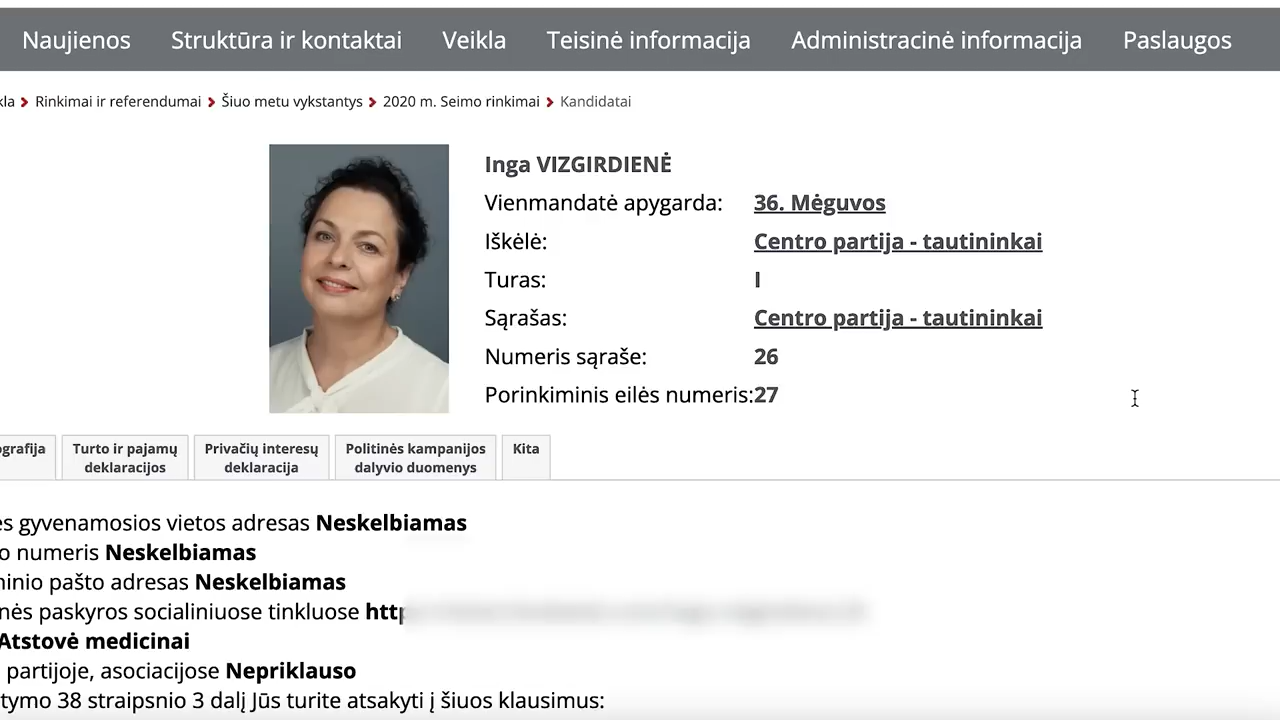 Naujienos Struktūra ir kontaktai Veikla Teisinė informacija Administracinė informacija Paslaugos
kla Rinkimai ir referendumai Šiuo metu vykstantys 2020 m. Seimo rinkimai Kandidatai
Inga VIZGIRDIENĖ
Vienmandatė apygarda: 36. Mėguvos
Iškėlė: Centro partija - tautininkai
Turas: I
Sąrašas: Centro partija - tautininkai
Numeris sąraše: 26
Porinkiminis eilės numeris: 27
ografija Turto ir pajamų deklaracijos Privačių interesų deklaracija Politinės kampanijos dalyvio duomenys Kita
es gyvenamosios vietos adresas Neskelbiamas
o numeris Neskelbiamas
ninio pašto adresas Neskelbiamas
nės paskyros socialiniuose tinkluose http
Atstovė medicinai
partijoje, asociacijose Nepriklauso
tymo 38 straipsnio 3 dalį Jūs turite atsakyti į šiuos klausimus: